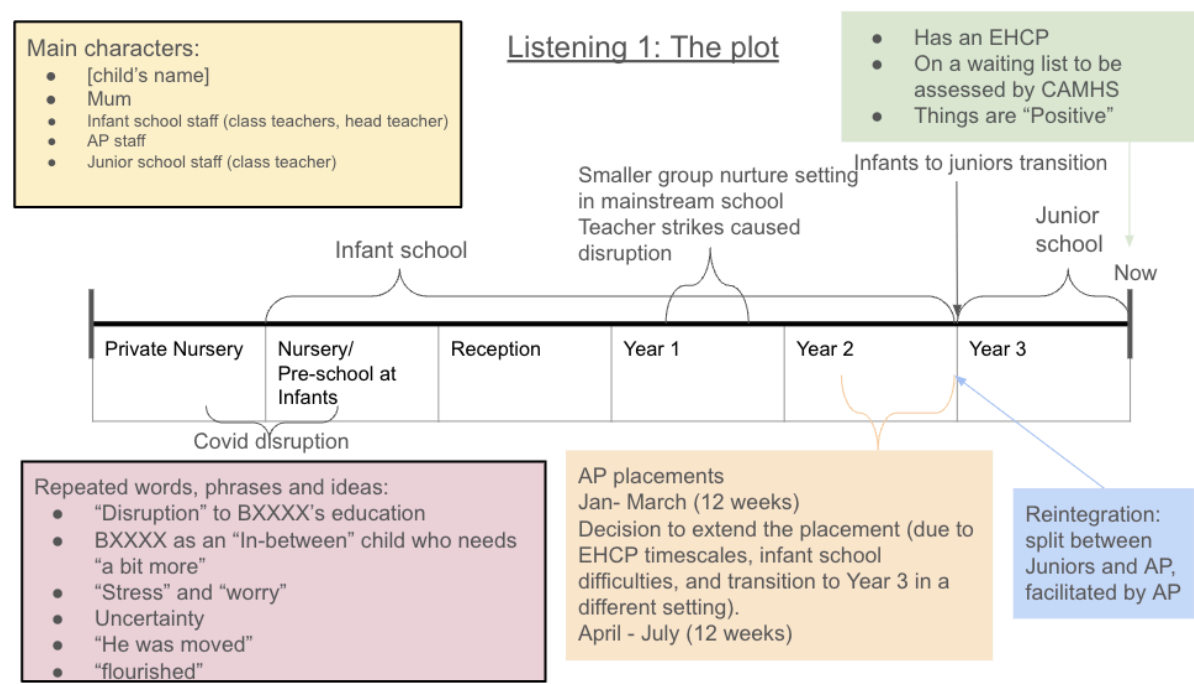 Listening 1: The plot
Main characters:
● [child's name]
● Mum
● Infant school staff (class teachers, head teacher)
● AP staff
● Junior school staff (class teacher)
● Has an EHCP
● On a waiting list to be
assessed by CAMHS
● Things are “Positive”
Infants to juniors transition
Smaller group nurture setting
in mainstream school
Teacher strikes caused
disruption
Infant school
Junior
school
Now
Private Nursery
Nursery/
Pre-school at
Infants
Reception
Year 1
Year 2
Year 3
Covid disruption
Repeated words, phrases and ideas:
● “Disruption” to BXXXX's education
● BXXXX as an “In-between” child who needs
“a bit more”
● “Stress” and “worry”
● Uncertainty
● “He was moved”
● “flourished”
AP placements
Jan- March (12 weeks)
Decision to extend the placement (due to
EHCP timescales, infant school
difficulties, and transition to Year 3 in a
different setting).
April - July (12 weeks)
Reintegration:
split between
Juniors and AP,
facilitated by AP